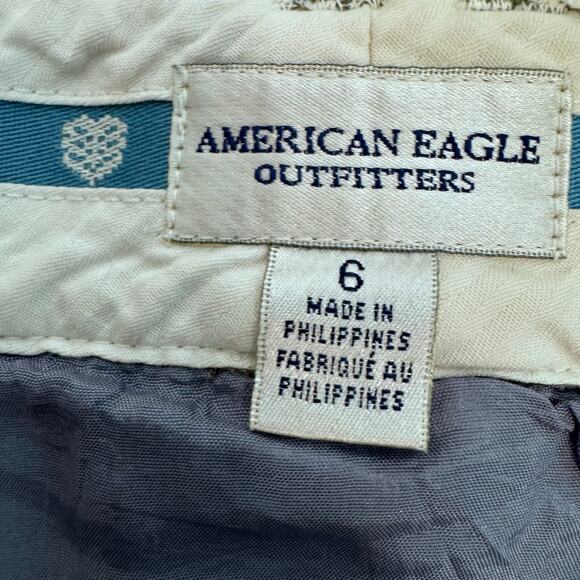 AMERICAN EAGLE
OUTFITTERS
6
MADE IN
PHILIPPINES
FABRIQUÉ AU
PHILIPPINES